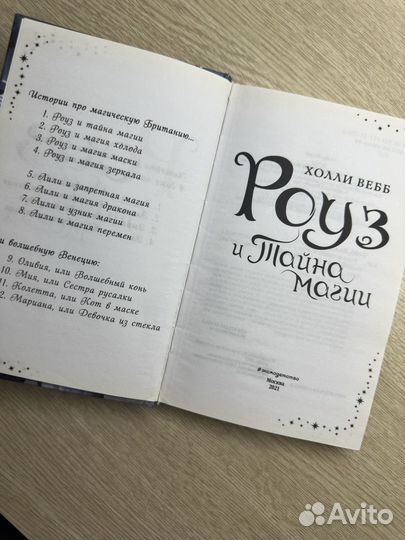 Истории про магическую Британию...
1. Роуз и тайна магии
2. Роуз и магия холода
3. Роуз и магия маски
4. Роуз и магия зеркала
5. Лили и запретная магия
6. Лили и магия дракона
7. Лили и узник магии
8. Лили и магия перемен
и волшебную Венецию:
9. Оливия, или Волшебный конь
10. Мия, или Сестра русалки
11. Колетта, или Кот в маске
2. Мариана, или Девочка из стекла
ХОЛЛИ ВЕББ
Роуз
и Тайна
магии
#эксмодетство
Москва
2021
Avito